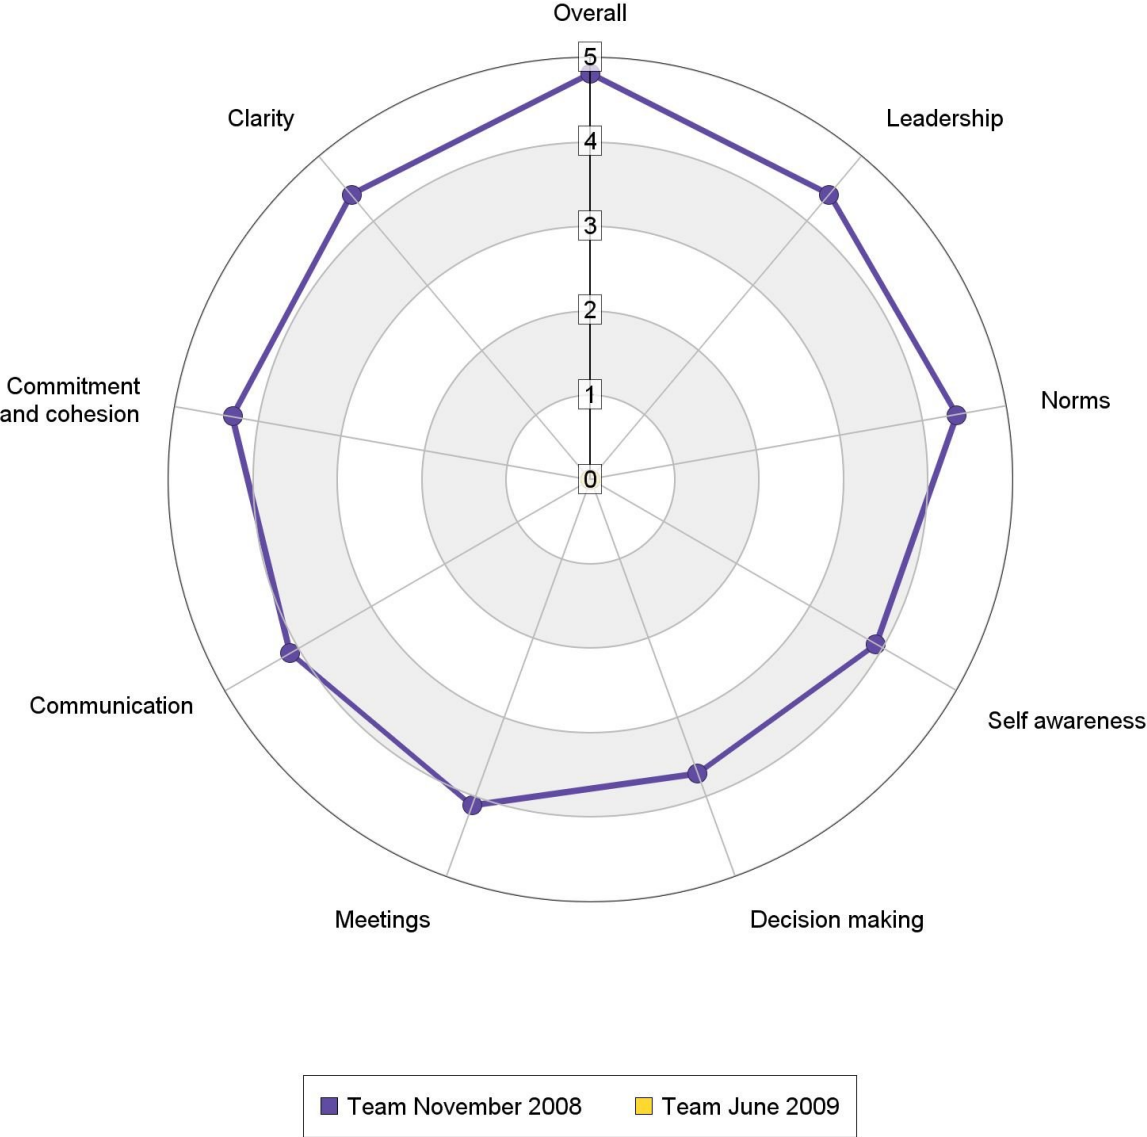 Overall
5
Clarity
Leadership
4
3
2
Commitment
and cohesion
1
Norms
0
Communication
Self awareness
Meetings
Decision making
Team November 2008
Team June 2009